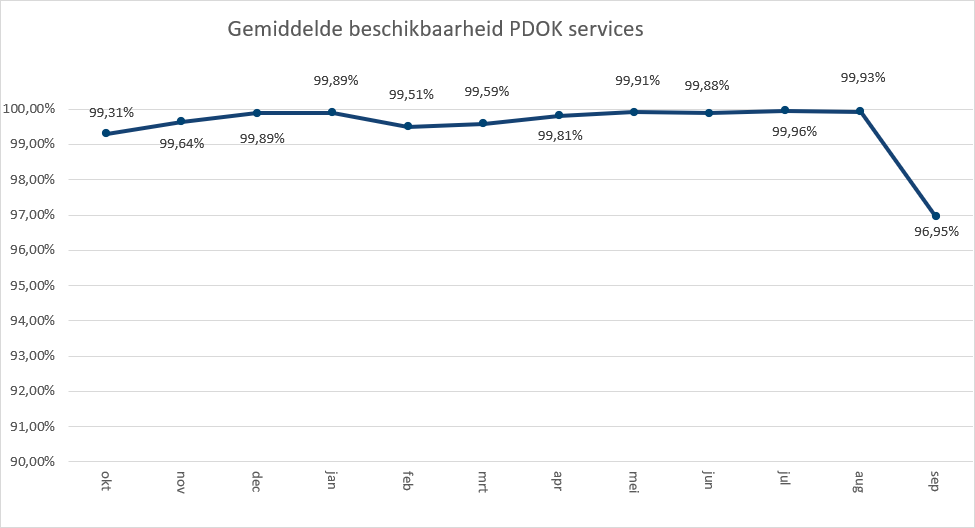 Gemiddelde beschikbaarheid PDOK services
99,31%
99,64%
99,89%
99,89%
99,51%
99,59%
99,81%
99,91%
99,88%
99,96%
99,93%
96,95%
100,00%
99,00%
98,00%
97,00%
96,00%
95,00%
94,00%
93,00%
92,00%
91,00%
90,00%
okt
nov
dec
jan
feb
mrt
apr
mei
jun
jul
aug
sep